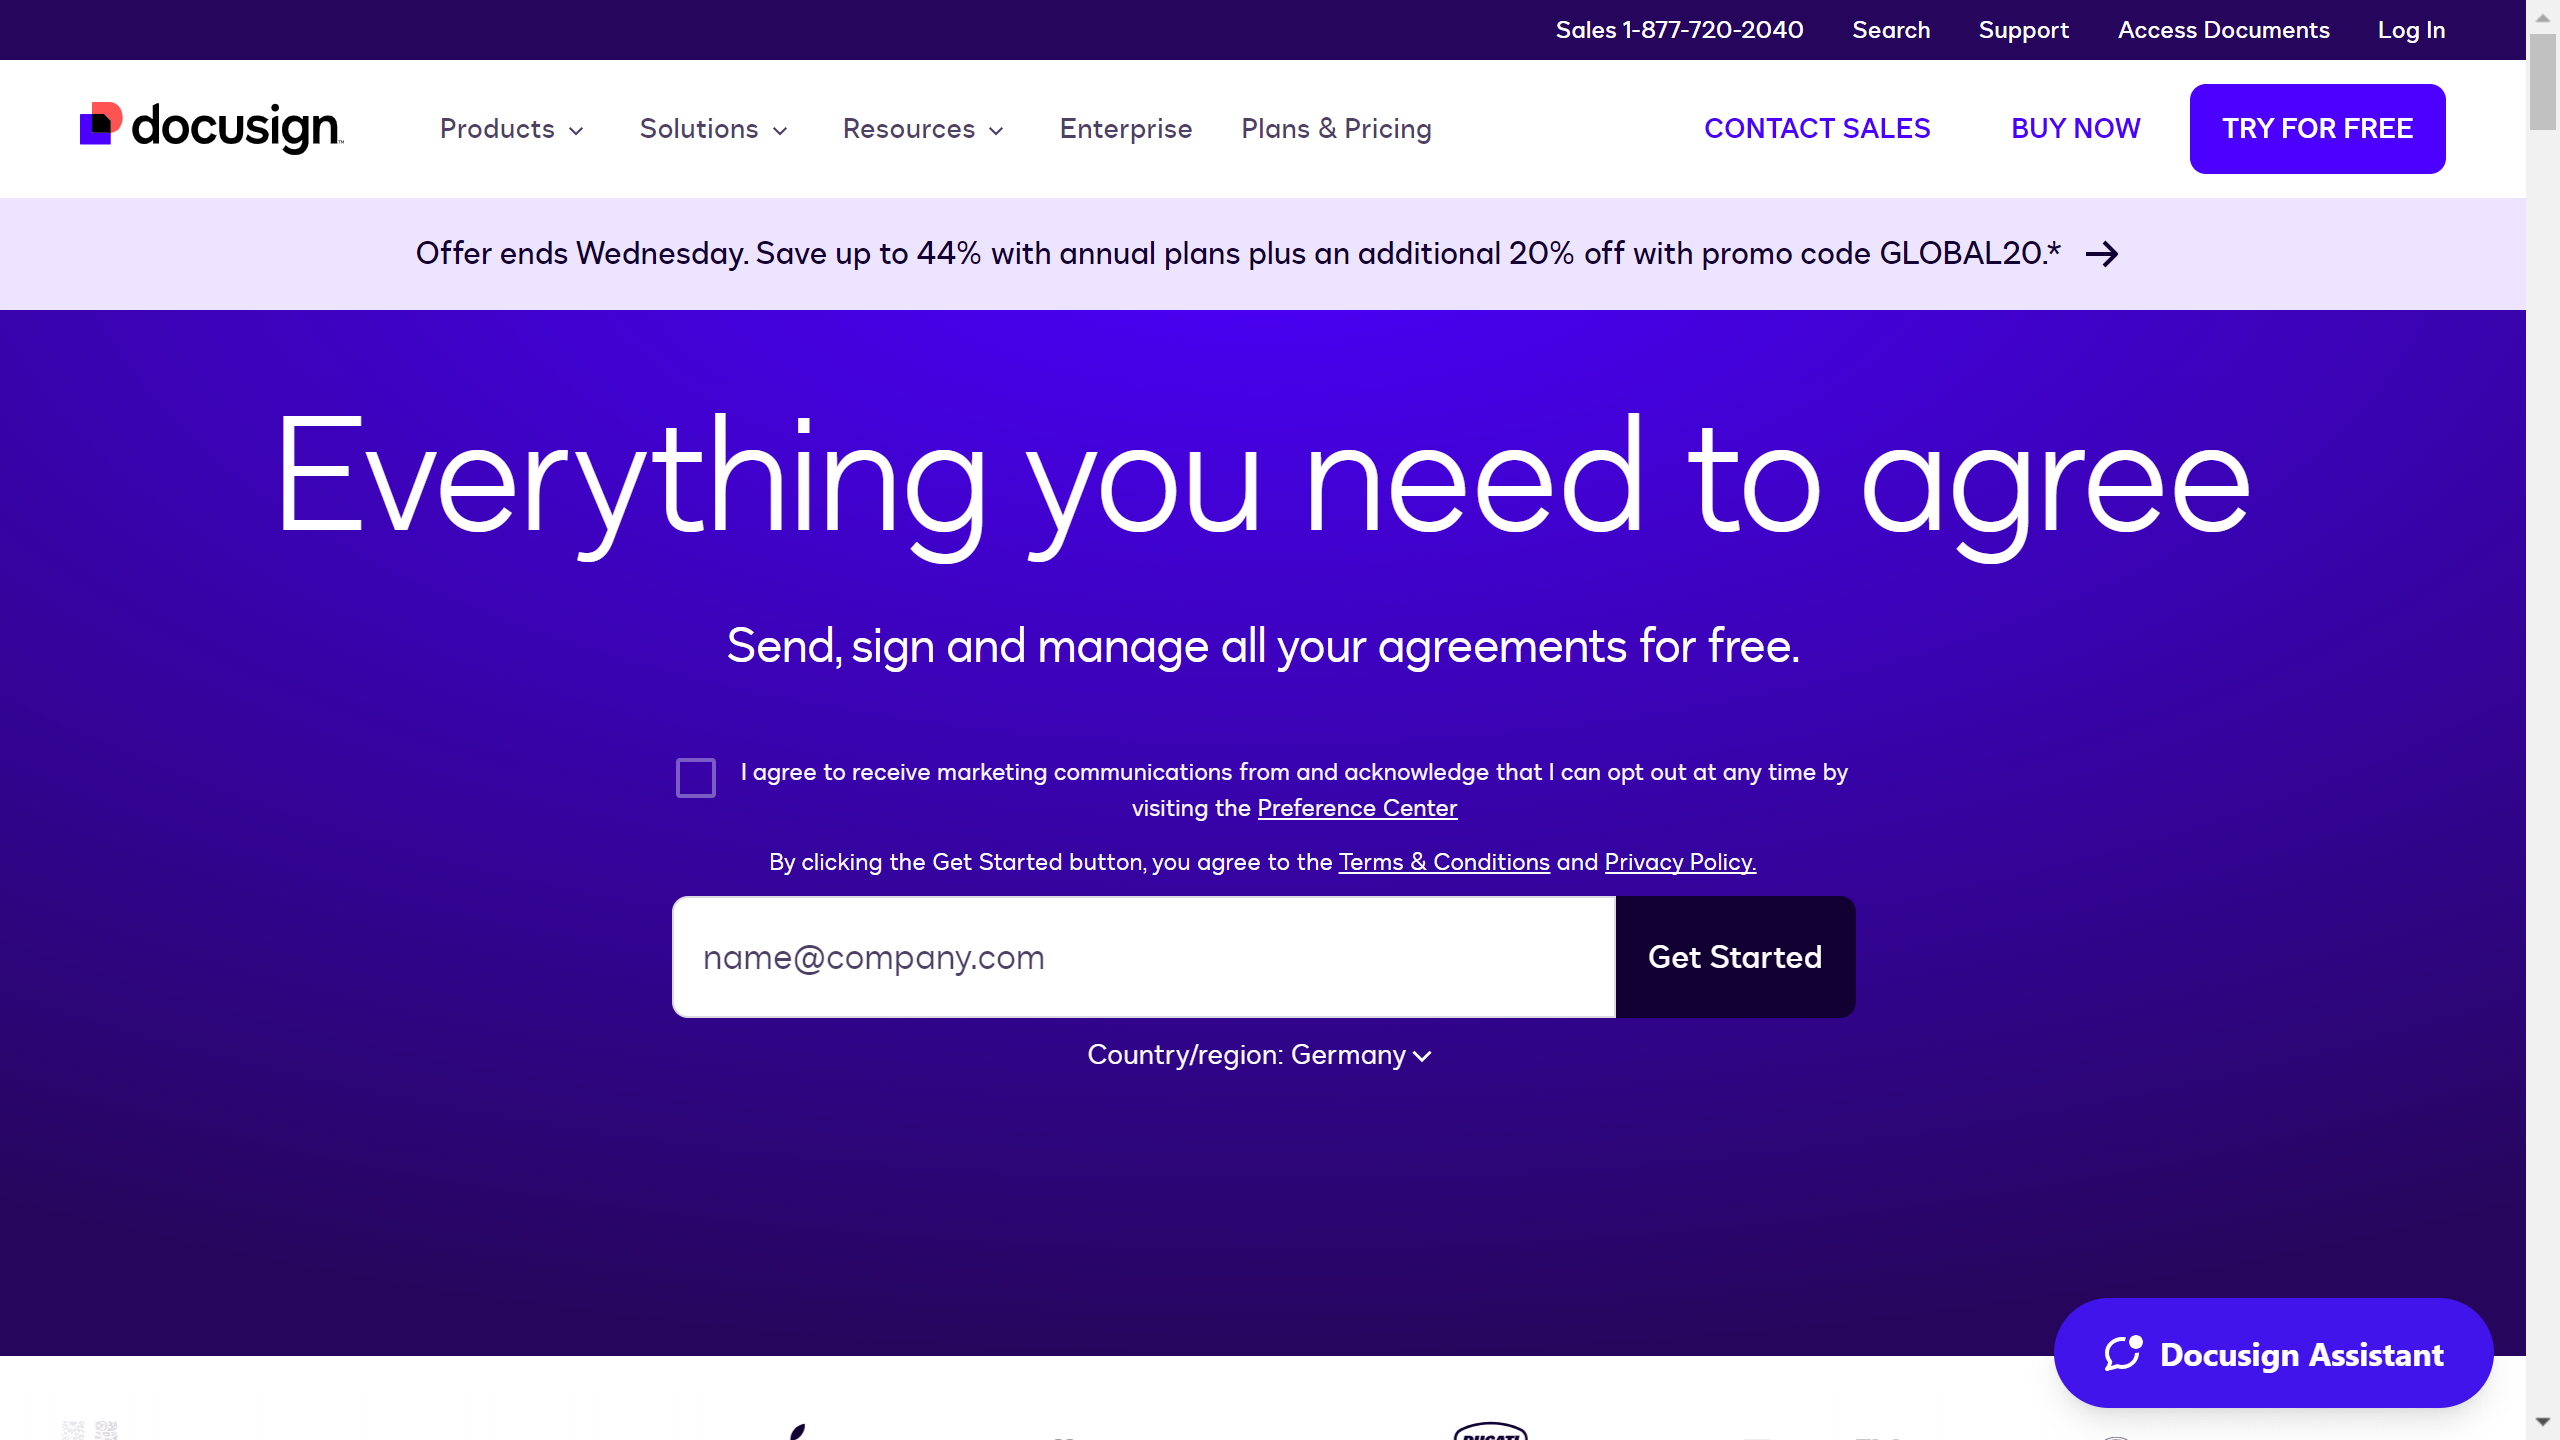 Sales 1-877-720-2040 Search Support Access Documents Log In
docusign Products Solutions Resources Enterprise Plans & Pricing CONTACT SALES BUY NOW TRY FOR FREE
Offer ends Wednesday. Save up to 44% with annual plans plus an additional 20% off with promo code GLOBAL20.*
Everything you need to agree
Send, sign and manage all your agreements for free.
I agree to receive marketing communications from and acknowledge that I can opt out at any time by
visiting the Preference Center
By clicking the Get Started button, you agree to the Terms & Conditions and Privacy Policy.
name@company.com Get Started
Country/region: Germany
Docusign Assistant
DUCATI